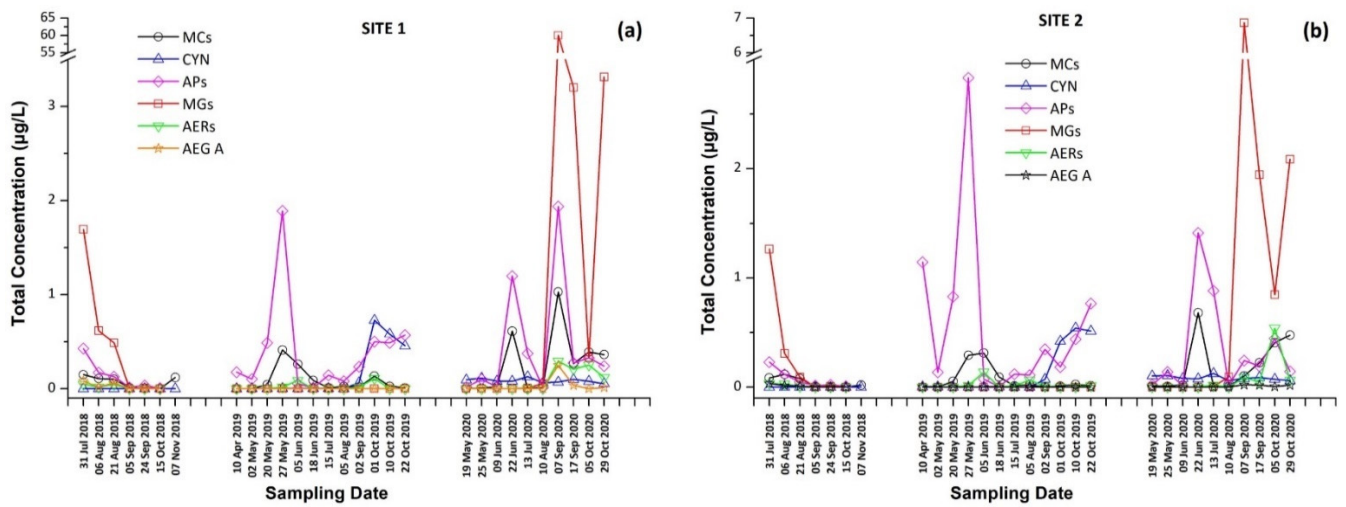 SITE 1
(a)
Total Concentration (µg/L)
65
60
55
3
2
1
0
MCs
CYN
APs
MGs
AERs
AEG A
31 Jul 2018
06 Aug 2018
21 Aug 2018
05 Sep 2018
24 Sep 2018
15 Oct 2018
07 Nov 2018
10 Apr 2019
02 May 2019
20 May 2019
27 May 2019
05 Jun 2019
18 Jun 2019
15 Jul 2019
05 Aug 2019
02 Sep 2019
01 Oct 2019
10 Oct 2019
22 Oct 2019
19 May 2020
25 May 2020
09 Jun 2020
22 Jun 2020
13 Jul 2020
10 Aug 2020
07 Sep 2020
17 Sep 2020
05 Oct 2020
29 Oct 2020
Sampling Date
SITE 2
(b)
Total Concentration (µg/L)
7
6
2
1
0
MCs
CYN
APs
MGs
AERs
AEG A
31 Jul 2018
06 Aug 2018
21 Aug 2018
05 Sep 2018
24 Sep 2018
15 Oct 2018
07 Nov 2018
10 Apr 2019
02 May 2019
20 May 2019
27 May 2019
05 Jun 2019
18 Jun 2019
15 Jul 2019
05 Aug 2019
02 Sep 2019
01 Oct 2019
10 Oct 2019
22 Oct 2019
19 May 2020
25 May 2020
09 Jun 2020
22 Jun 2020
13 Jul 2020
10 Aug 2020
07 Sep 2020
17 Sep 2020
05 Oct 2020
29 Oct 2020
Sampling Date